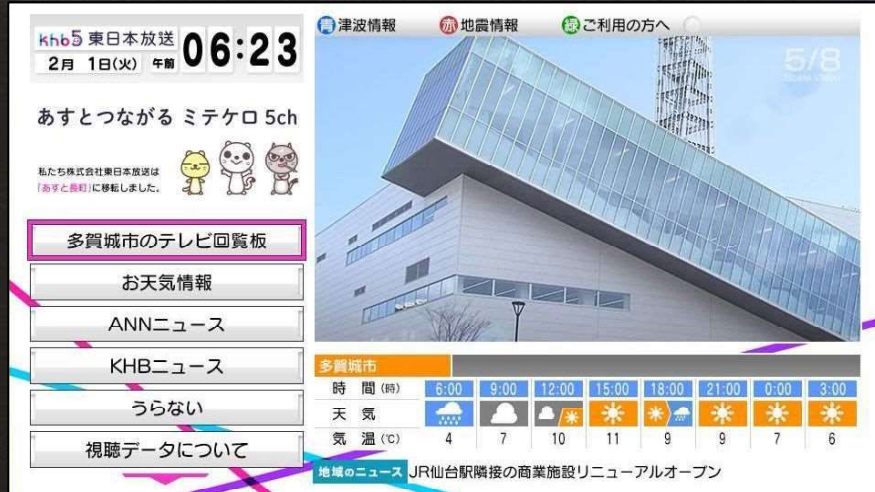 khb5 東日本放送
2月 1日(火) 午前 06:23
あすとつながる ミテケロ 5ch
私たち株式会社東日本放送は
「あすと長町」に移転しました。
多賀城市のテレビ回覧板
お天気情報
ANNニュース
KHBニュース
うらない
視聴データについて
青 津波情報 赤 地震情報 緑 ご利用の方へ
5/8
多賀城市
時 間 (時) 6:00 9:00 12:00 15:00 18:00 21:00 0:00 3:00
天 気
気 温 (℃) 4 7 10 11 9 9 7 6
地域のニュース JR仙台駅隣接の商業施設リニューアルオープン